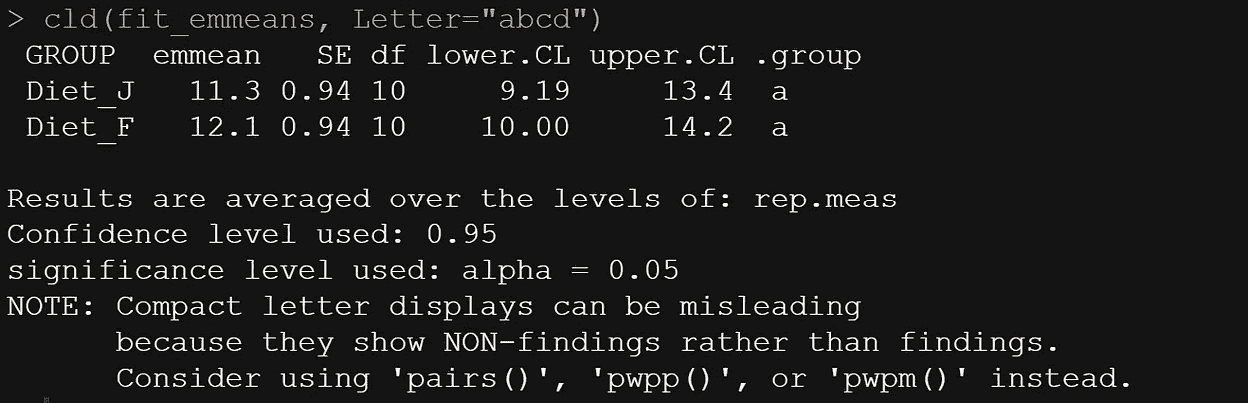 > cld(fit_emmeans, Letter="abcd")
GROUP emmean SE df lower.CL upper.CL .group
Diet_J 11.3 0.94 10 9.19 13.4 a
Diet_F 12.1 0.94 10 10.00 14.2 a
Results are averaged over the levels of: rep.meas
Confidence level used: 0.95
significance level used: alpha = 0.05
NOTE: Compact letter displays can be misleading
because they show NON-findings rather than findings.
Consider using 'pairs()', 'pwpp()', or 'pwpm()' instead.